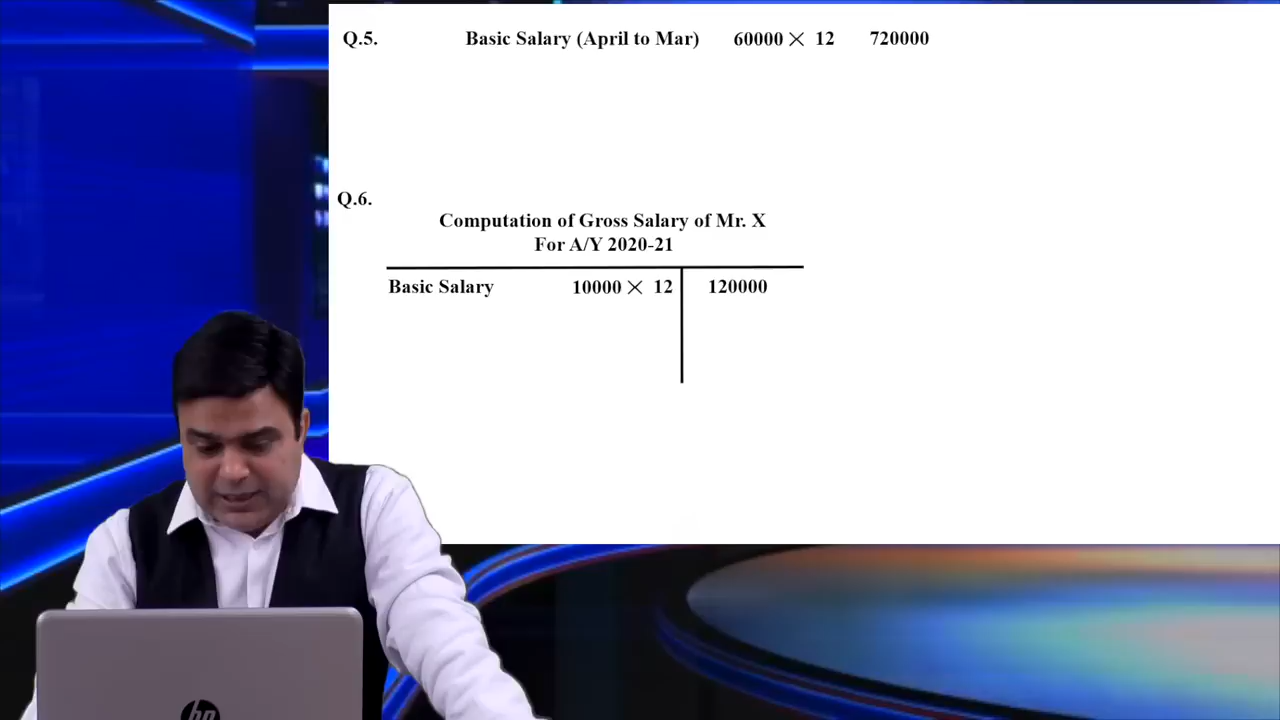 Q.5. Basic Salary (April to Mar) 60000 × 12 720000
Q.6.
Computation of Gross Salary of Mr. X
For A/Y 2020-21
Basic Salary 10000 × 12 120000
hp